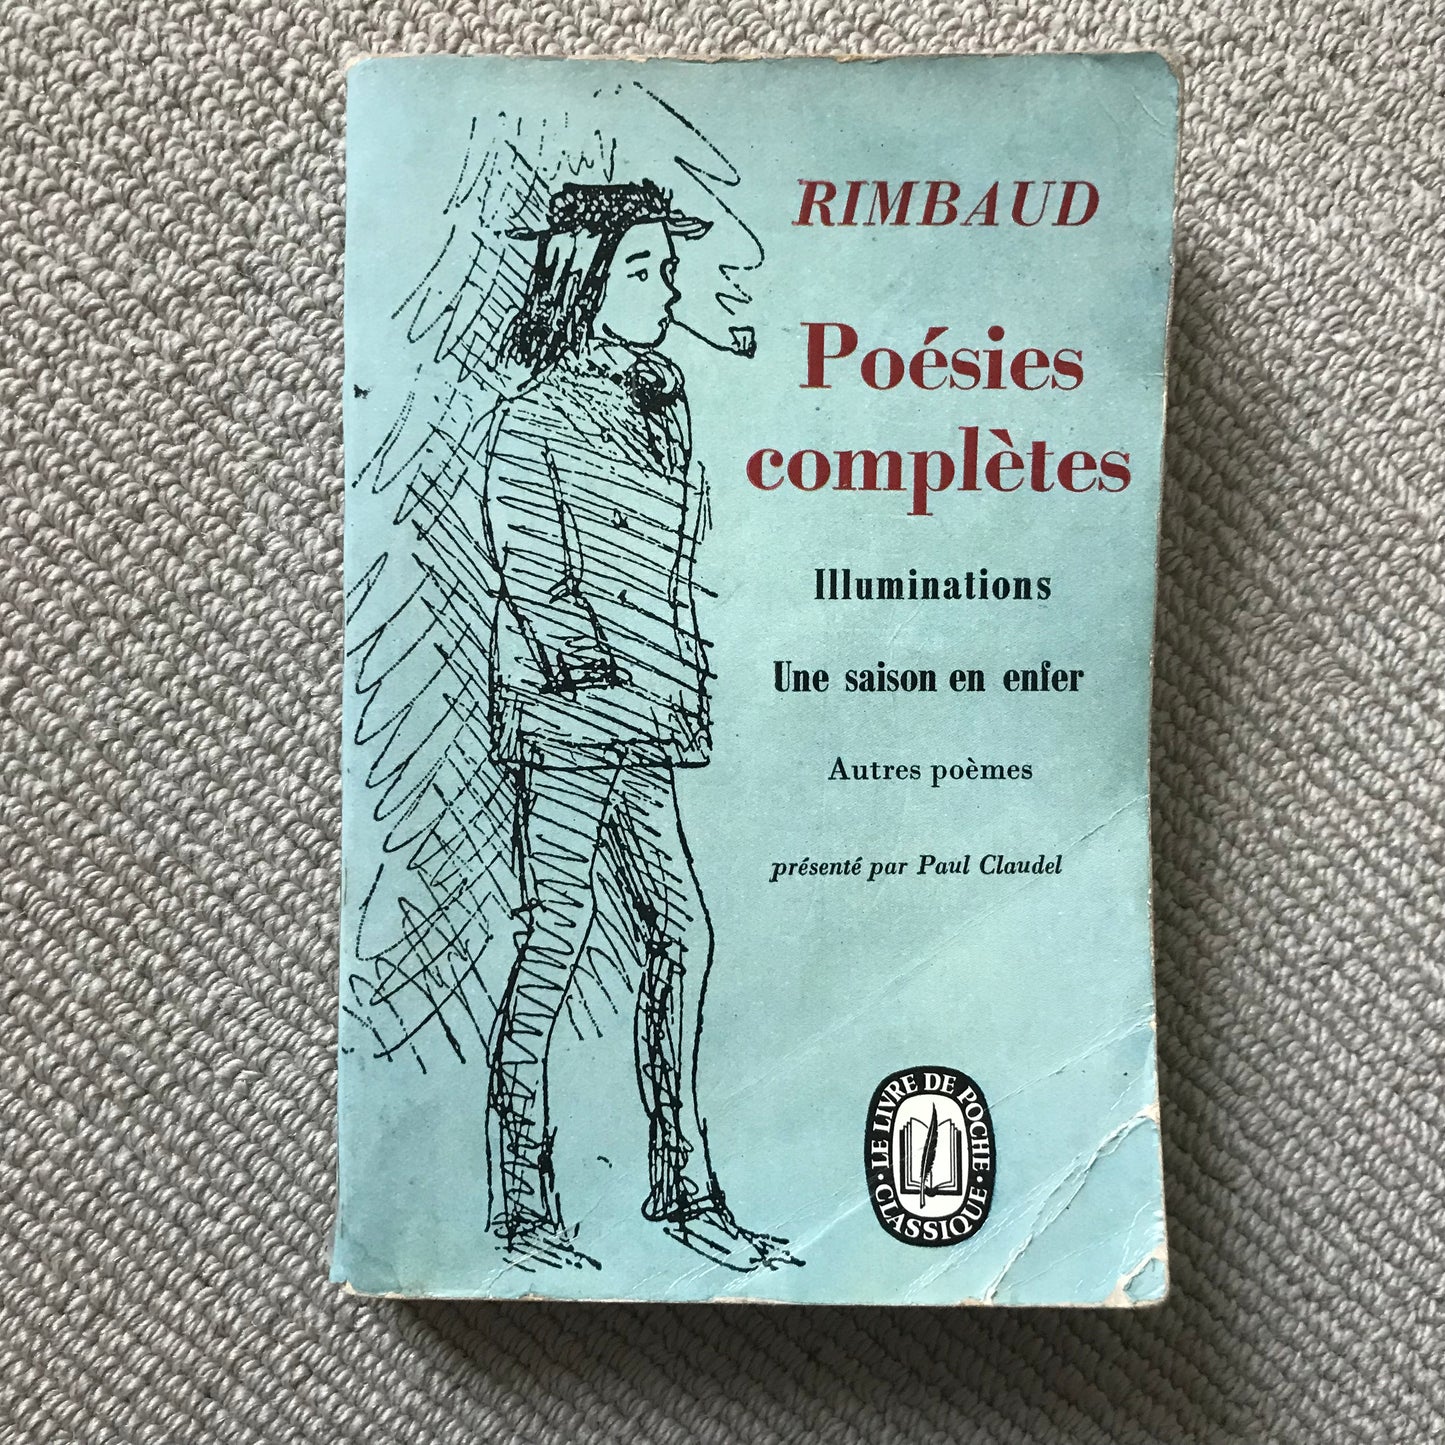 RIMBAUD
Poésies
complètes
Illuminations
Une saison en enfer
Autres poèmes
présenté par Paul Claudel
LE LIVRE DE POCHE
· CLASSIQUE ·